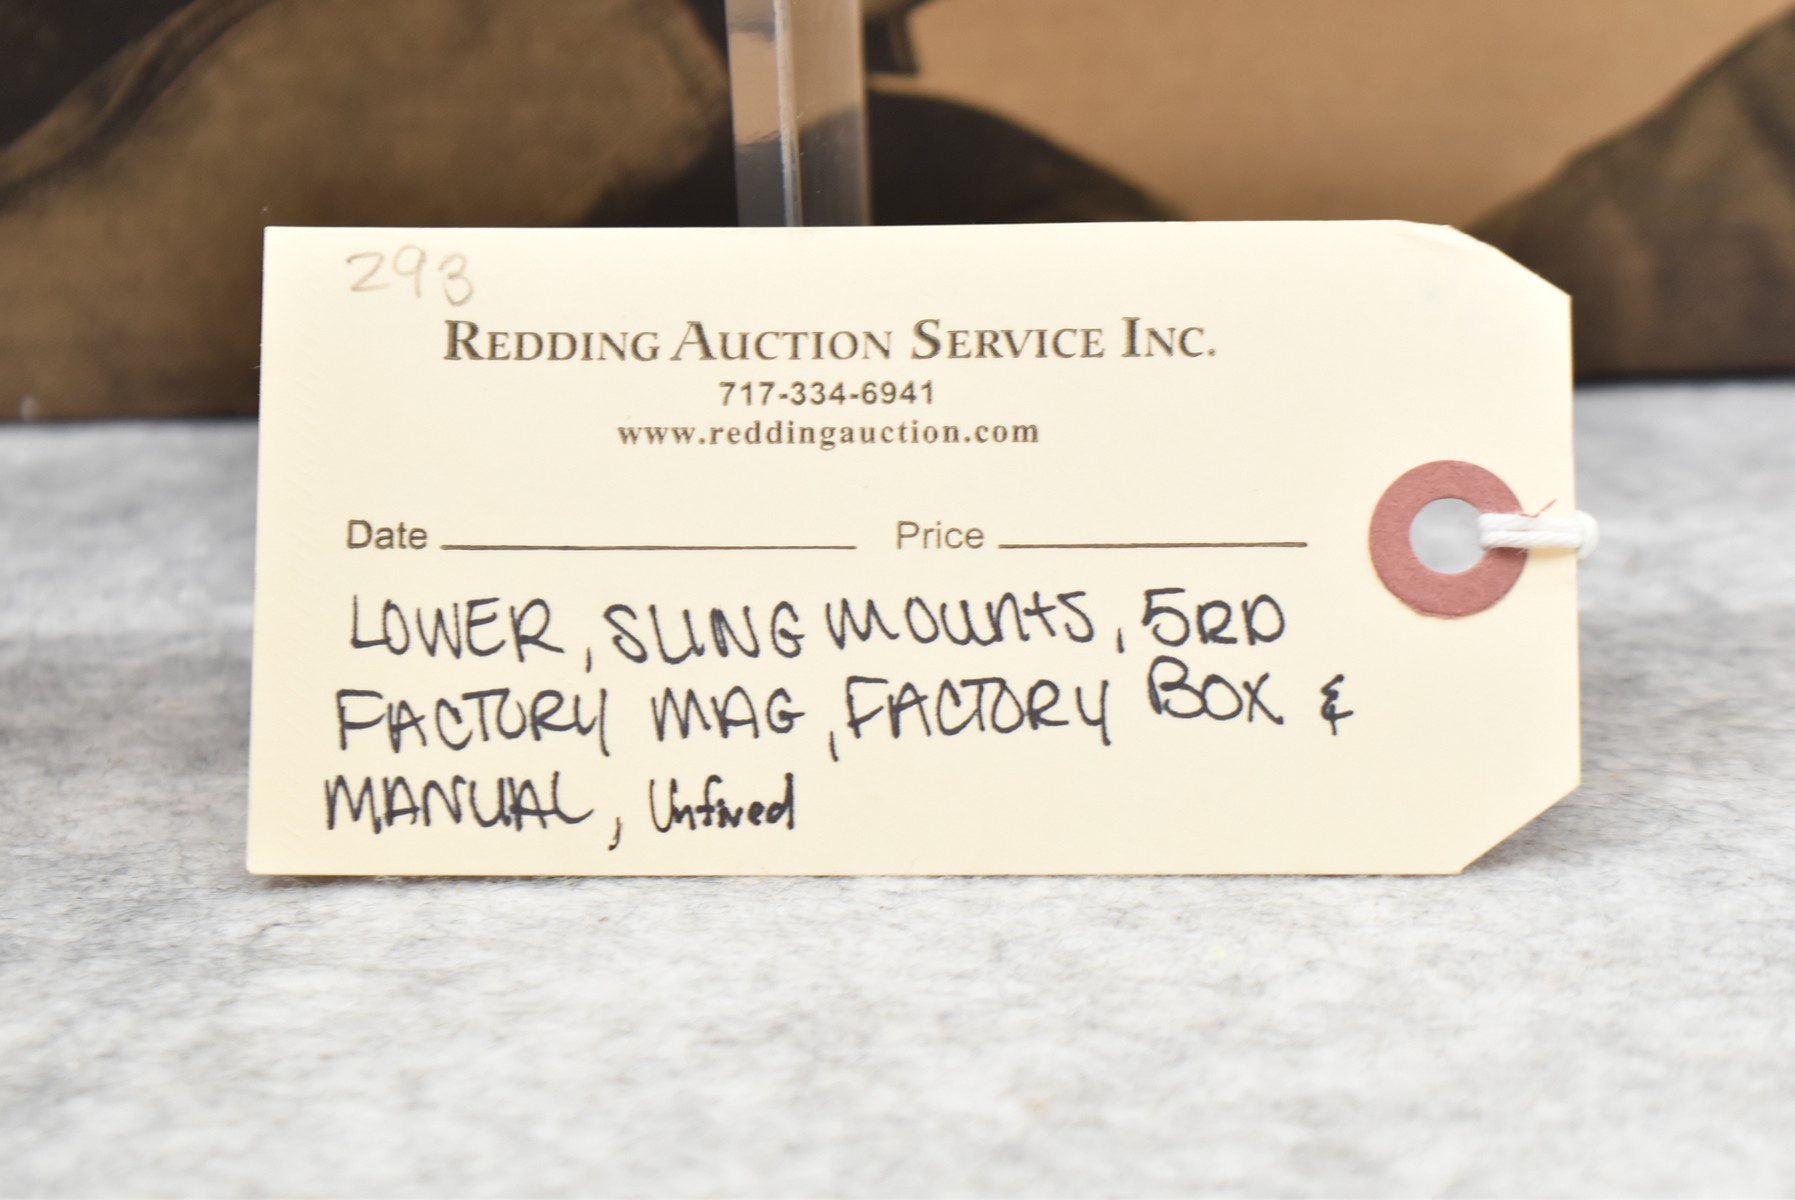 293
REDDING AUCTION SERVICE INC.
717-334-6941
www.reddingauction.com
Date Price
LOWER, SLING MOUNTS, 5RD
FACTORY MAG, FACTORY BOX &
MANUAL, Unfired